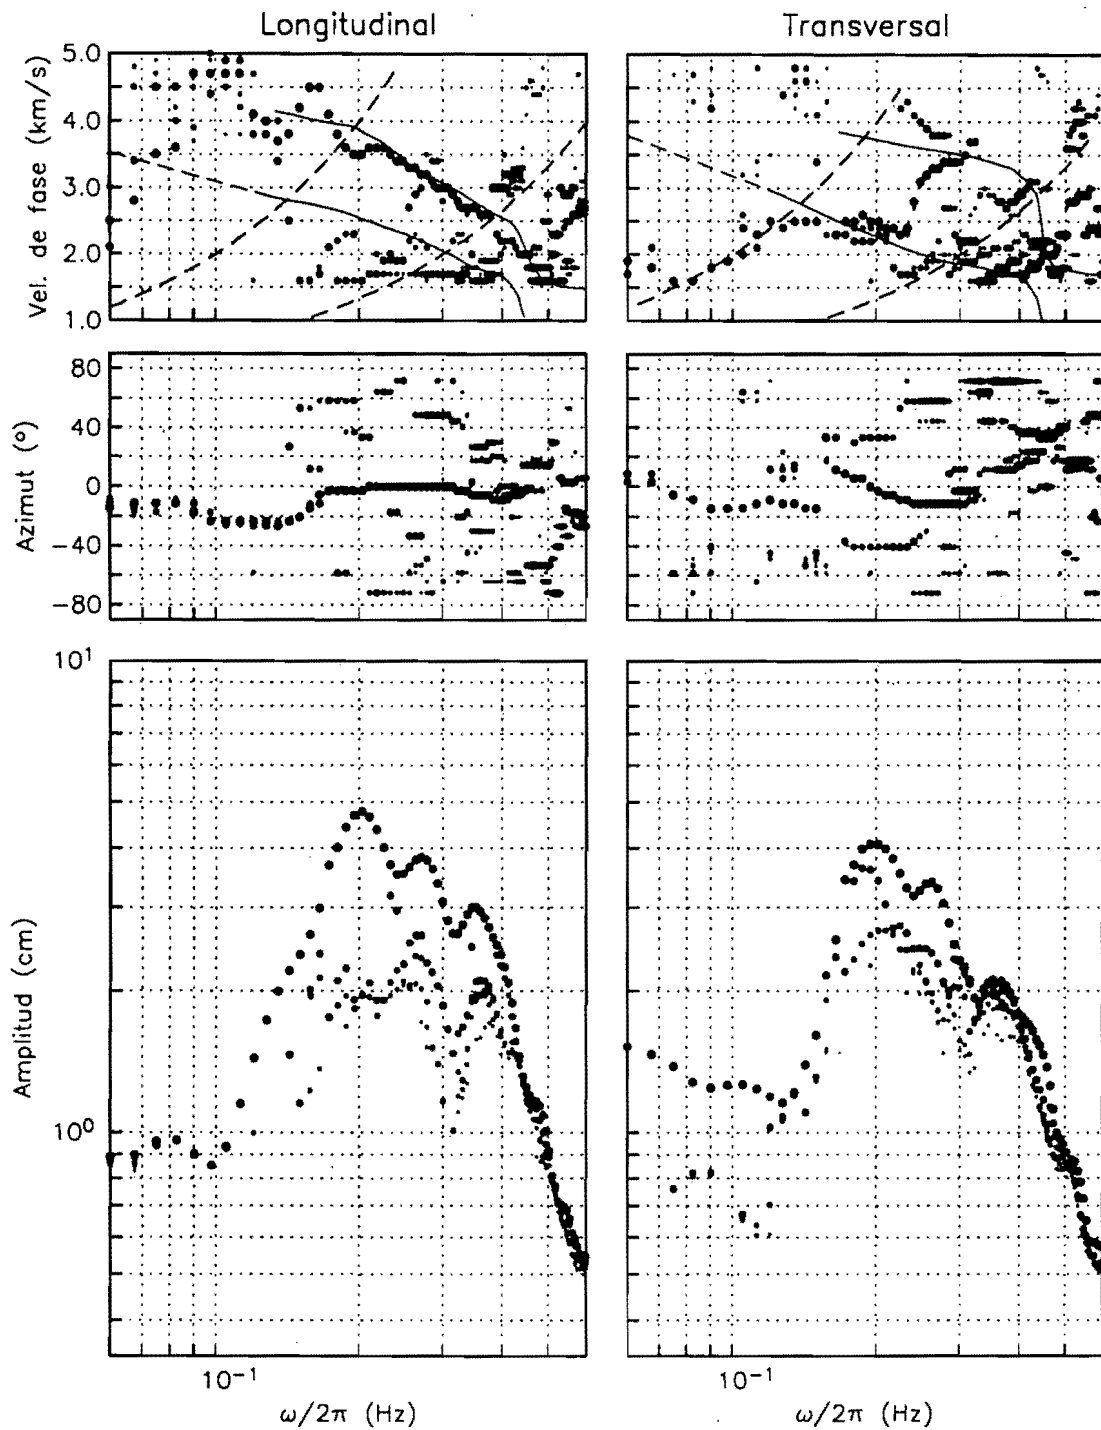 Longitudinal
Transversal
Vel. de fase (km/s)
5.0
4.0
3.0
2.0
1.0
Azimut (°)
80
40
0
-40
-80
Amplitud (cm)
10¹
10⁰
10⁻¹
10⁻¹
ω/2π (Hz)
ω/2π (Hz)